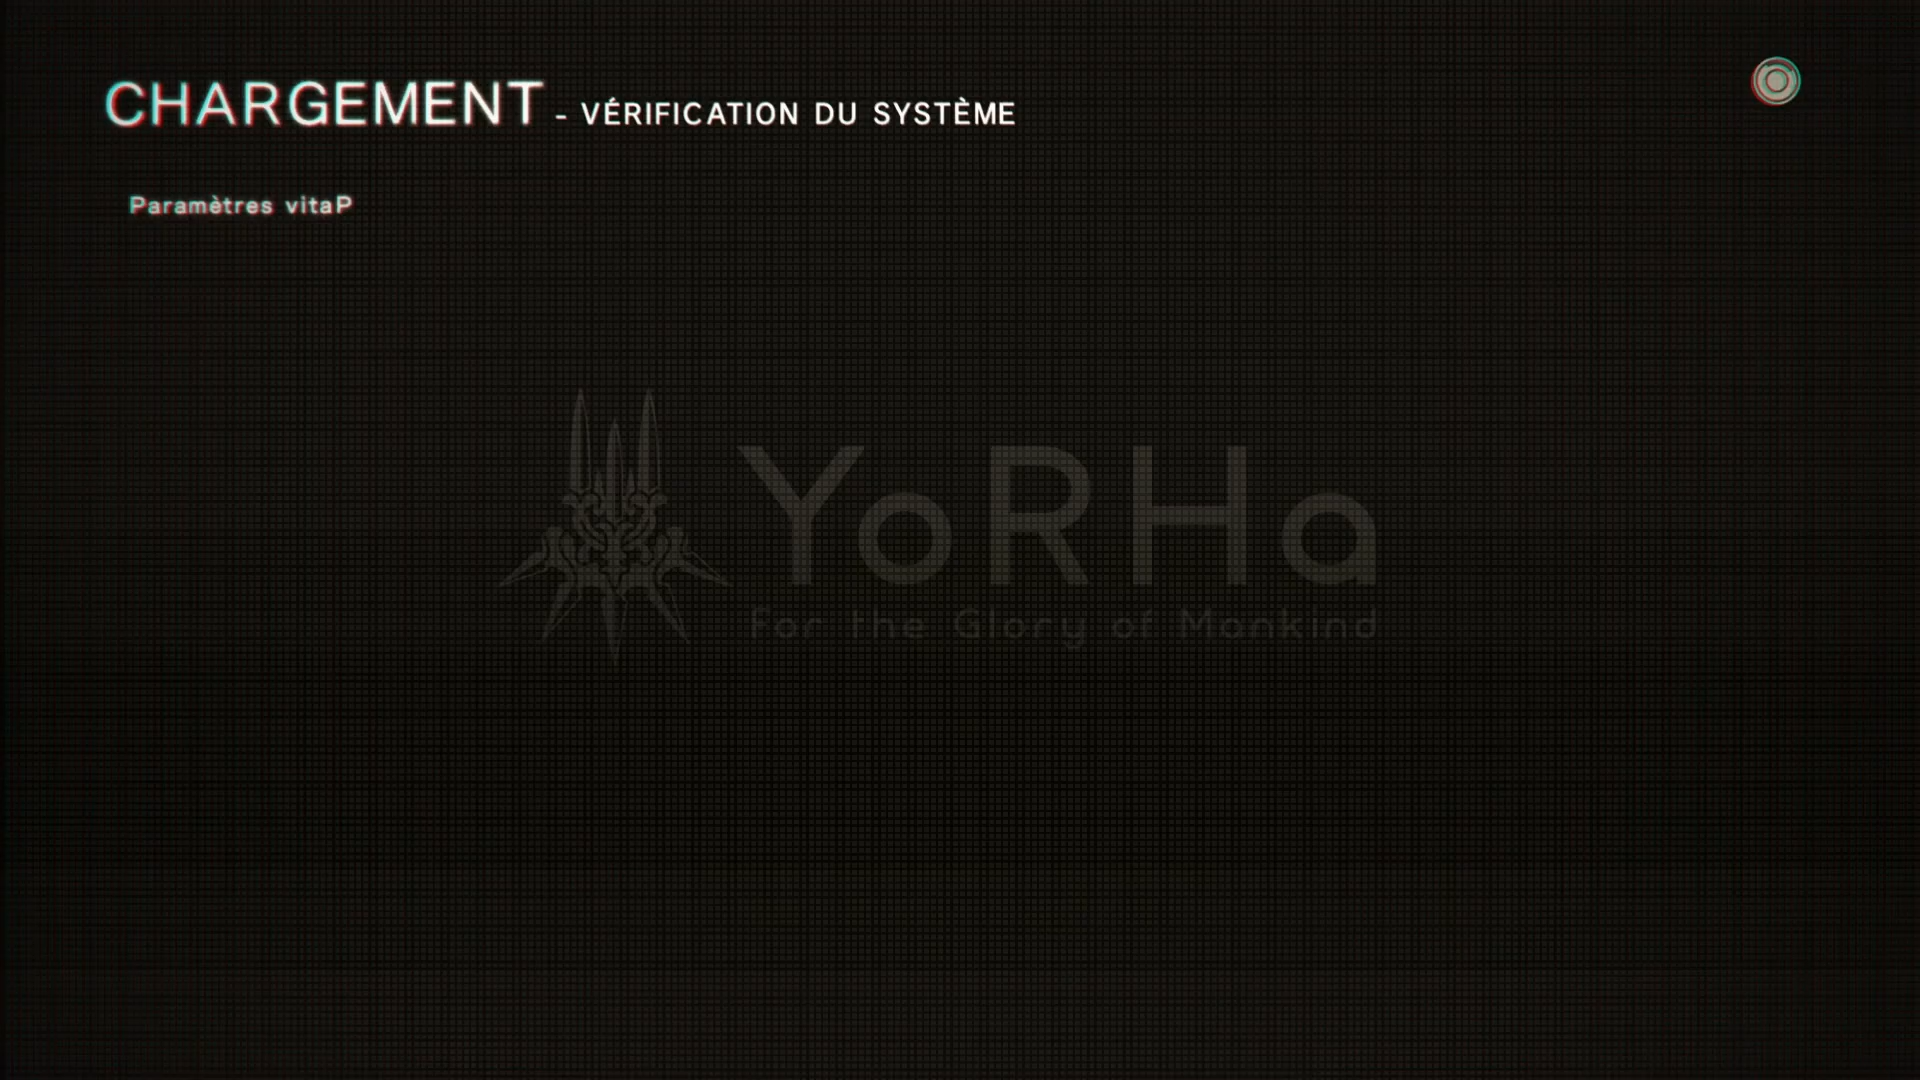 CHARGEMENT - VÉRIFICATION DU SYSTÈME
Paramètres vitaP
YoRHa
For the Glory of Mankind